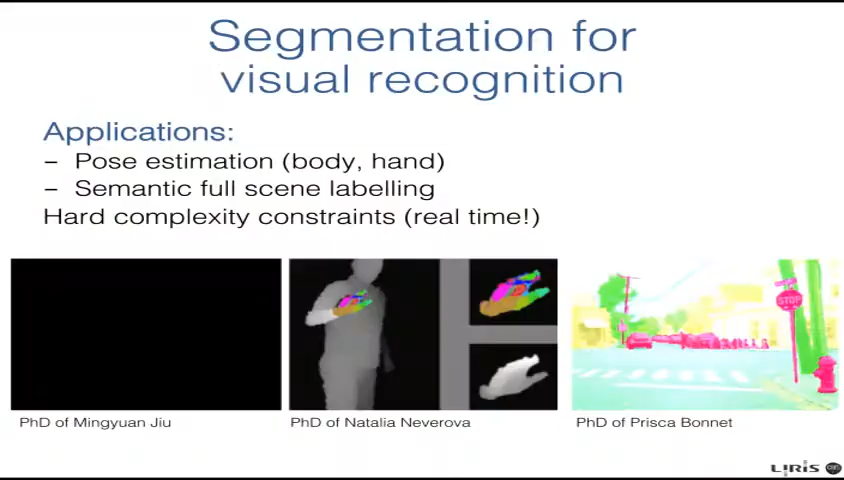 Segmentation for
visual recognition
Applications:
– Pose estimation (body, hand)
– Semantic full scene labelling
Hard complexity constraints (real time!)
STOP
PhD of Mingyuan Jiu
PhD of Natalia Neverova
PhD of Prisca Bonnet
LIRIS